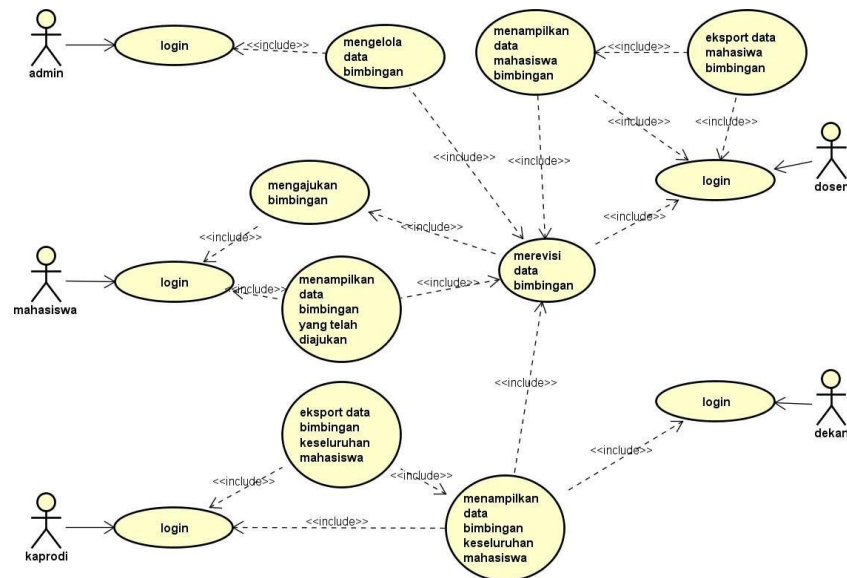 admin
login
<<include>>
mengelola
data
bimbingan
menampilkan
data
mahasiswa
bimbingan
<<include>>
eksport data
mahasiwa
bimbingan
<<include>>
<<include>>
<<include>>
<<include>>
dosen
login
mengajukan
bimbingan
<<include>>
<<include>>
<<include>>
merevisi
data
bimbingan
mahasiswa
login
<<include>>
menampilkan
data
bimbingan
yang telah
diajukan
<<include>>
<<include>>
login
dekan
<<include>>
eksport data
bimbingan
keseluruhan
mahasiswa
<<include>>
<<include>>
kaprodi
login
<<include>>
menampilkan
data
bimbingan
keseluruhan
mahasiswa